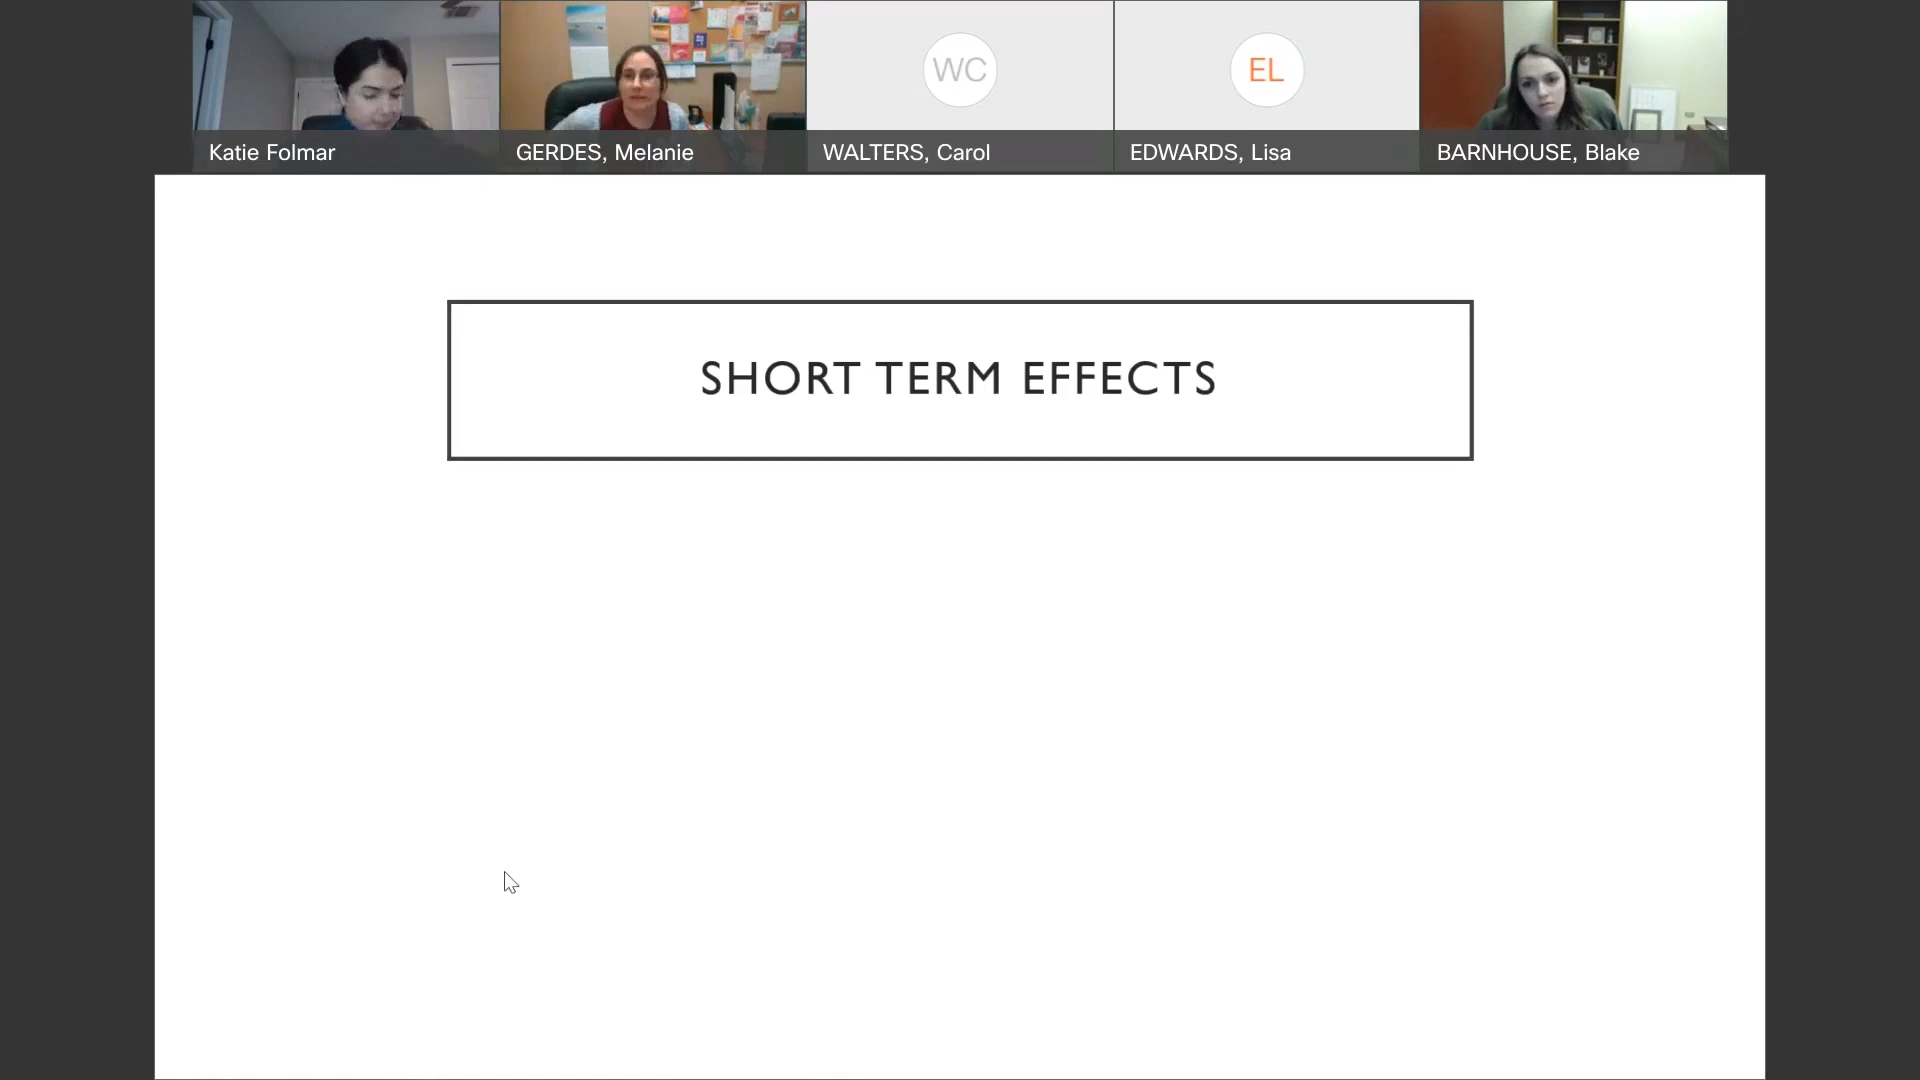 WC
EL
Katie Folmar
GERDES, Melanie
WALTERS, Carol
EDWARDS, Lisa
BARNHOUSE, Blake
SHORT TERM EFFECTS